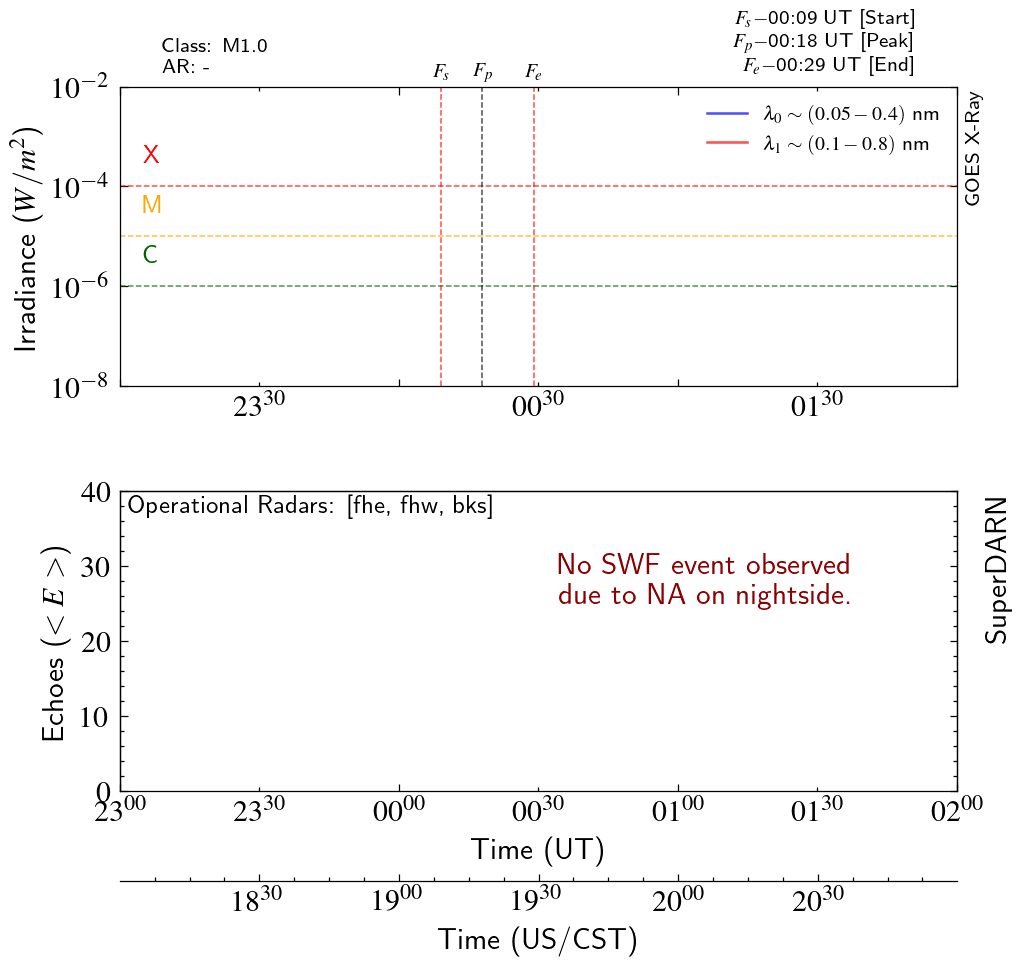 Class: M1.0
AR: -
F_s−00:09 UT [Start]
F_p−00:18 UT [Peak]
F_e−00:29 UT [End]
F_s F_p F_e
10^−2
10^−4
10^−6
10^−8
Irradiance (W/m^2)
X
M
C
λ_0 ∼ (0.05 − 0.4) nm
λ_1 ∼ (0.1 − 0.8) nm
GOES X-Ray
23^30 00^30 01^30
Operational Radars: [fhe, fhw, bks]
No SWF event observed
due to NA on nightside.
40
30
20
10
0
Echoes (< E >)
SuperDARN
23^00 23^30 00^00 00^30 01^00 01^30 02^00
Time (UT)
18^30 19^00 19^30 20^00 20^30
Time (US/CST)